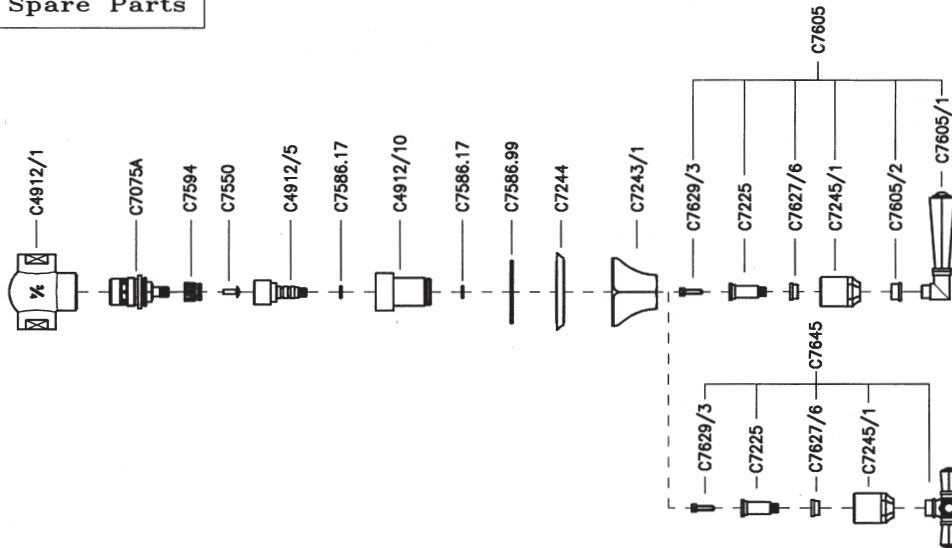 Spare Parts
C4912/1
C7075A
C7594
C7550
C4912/5
C7586.17
C4912/10
C7586.17
C7586.99
C7244
C7243/1
C7605
C7629/3
C7225
C7627/6
C7245/1
C7605/2
C7605/1
C7645
C7629/3
C7225
C7627/6
C7245/1